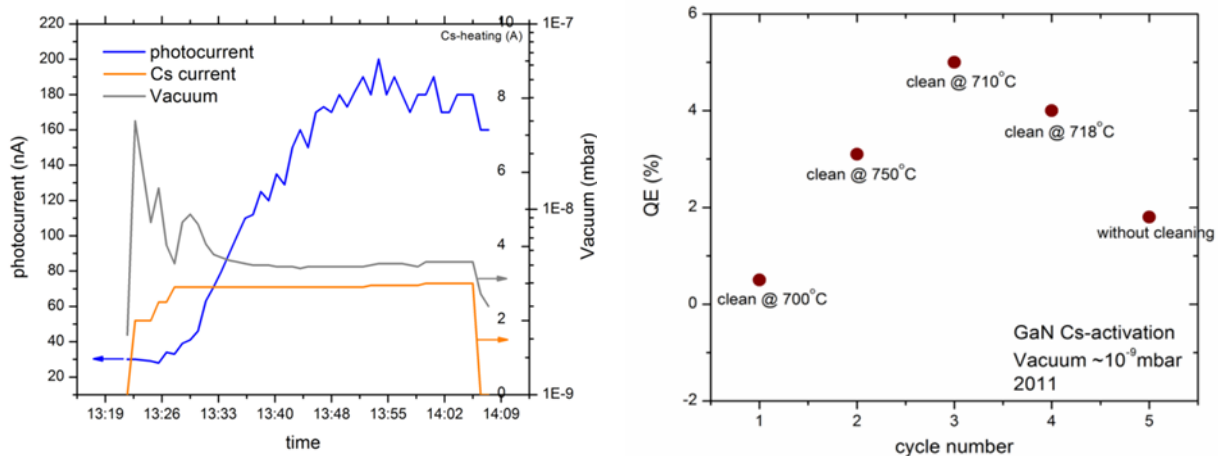 220
200
180
160
140
120
100
80
60
40
20
photocurrent (nA)
photocurrent
Cs current
Vacuum
Cs-heating (A)
10
8
6
4
2
0
1E-7
1E-8
1E-9
Vacuum (mbar)
13:19 13:26 13:33 13:40 13:48 13:55 14:02 14:09
time
6
4
2
0
-2
QE (%)
clean @ 700°C
clean @ 750°C
clean @ 710°C
clean @ 718°C
without cleaning
GaN Cs-activation
Vacuum ~10⁻⁹mbar
2011
1 2 3 4 5
cycle number